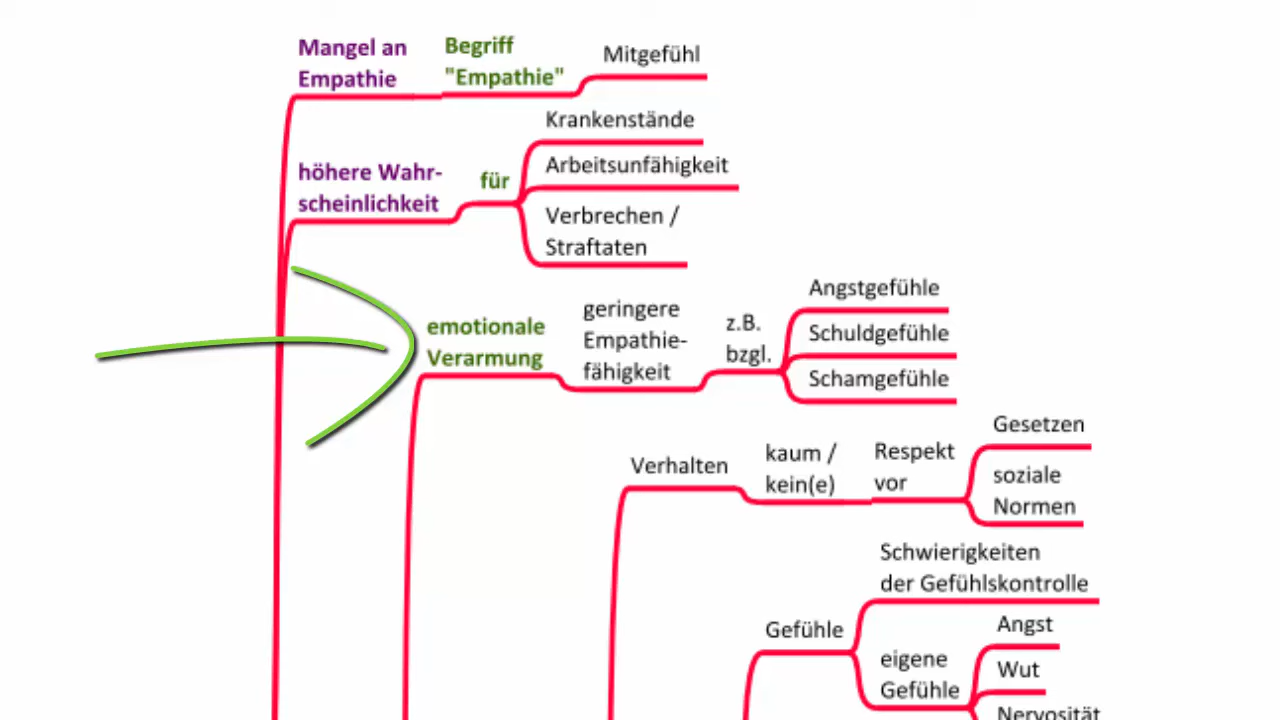 Mangel an
Empathie
Begriff
"Empathie"
Mitgefühl
höhere Wahr-
scheinlichkeit
für
Krankenstände
Arbeitsunfähigkeit
Verbrechen /
Straftaten
emotionale
Verarmung
geringere
Empathie-
fähigkeit
z.B.
bzgl.
Angstgefühle
Schuldgefühle
Schamgefühle
Verhalten
kaum /
kein(e)
Respekt
vor
Gesetzen
soziale
Normen
Gefühle
Schwierigkeiten
der Gefühlskontrolle
eigene
Gefühle
Angst
Wut
Nervosität